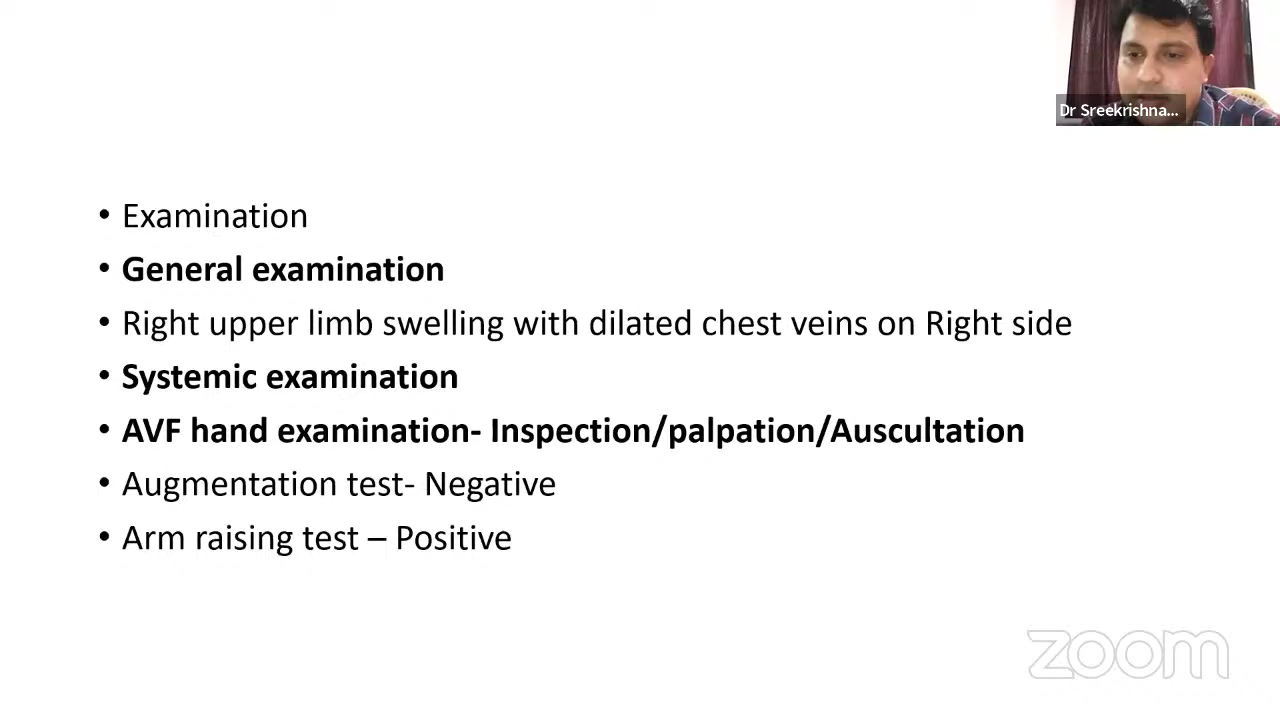 Dr Sreekrishna...
• Examination
• General examination
• Right upper limb swelling with dilated chest veins on Right side
• Systemic examination
• AVF hand examination- Inspection/palpation/Auscultation
• Augmentation test- Negative
• Arm raising test – Positive
zoom